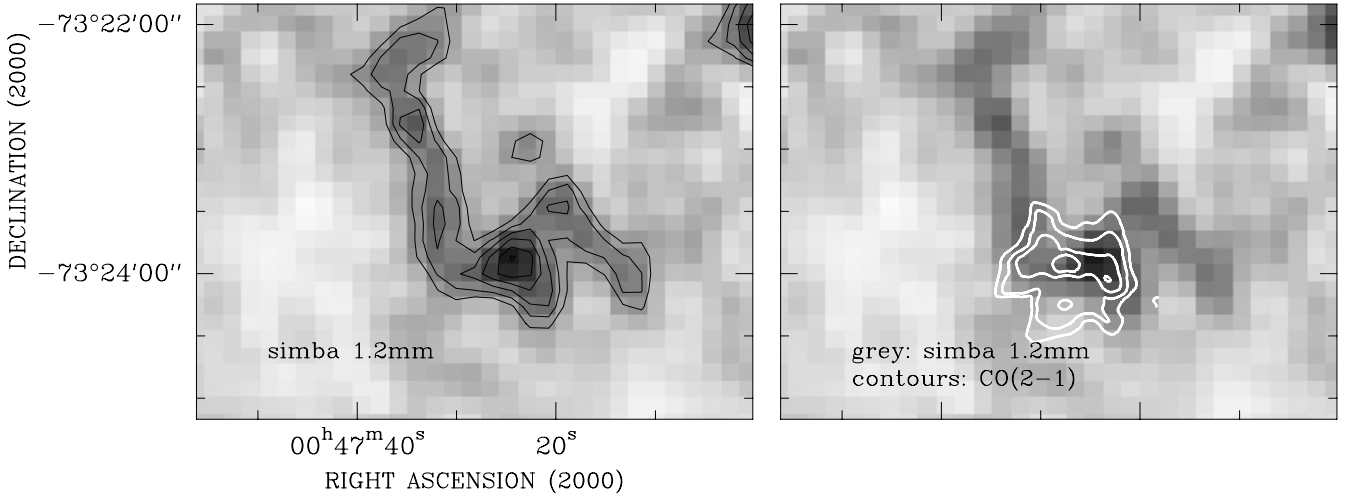 −73°22′00″
DECLINATION (2000)
−73°24′00″
simba 1.2mm
grey: simba 1.2mm
contours: CO(2−1)
00ʰ47ᵐ40ˢ 20ˢ
RIGHT ASCENSION (2000)